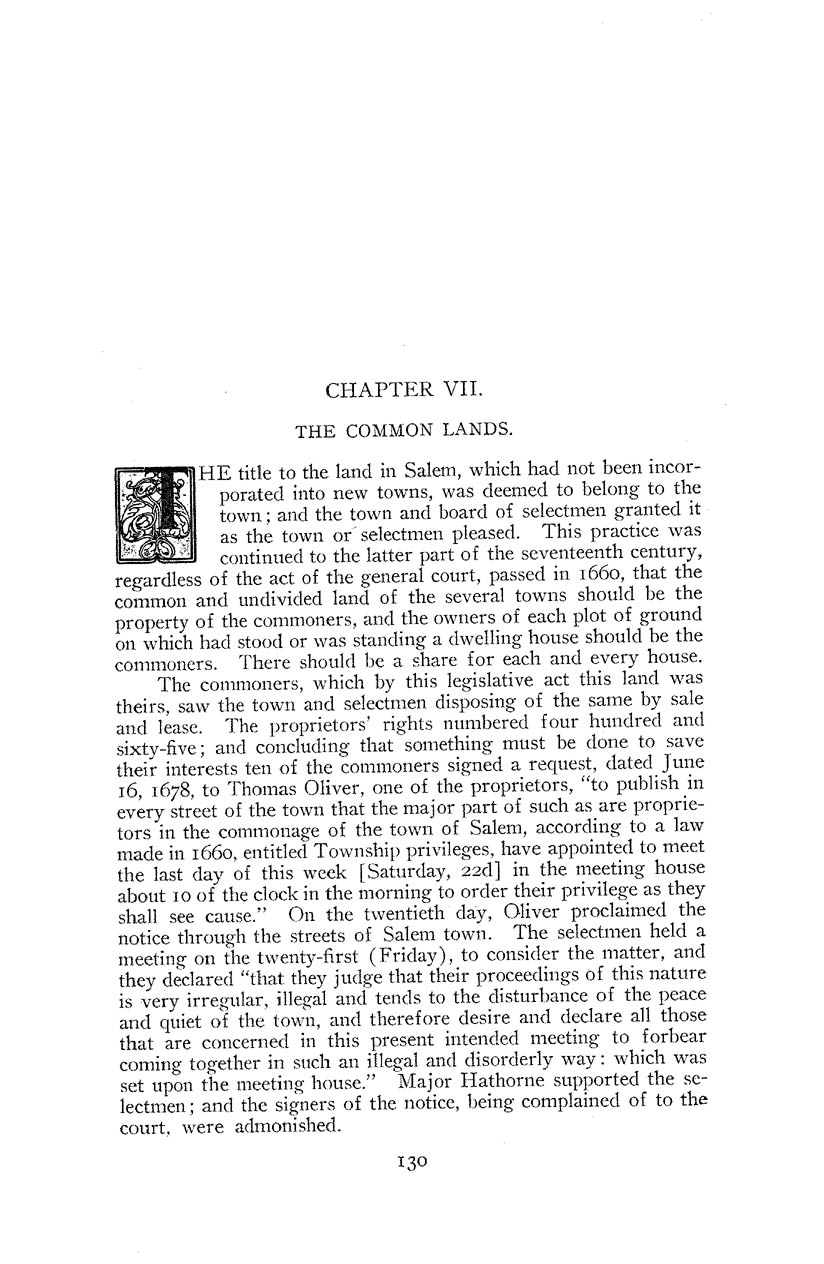 CHAPTER VII.
THE COMMON LANDS.
THE title to the land in Salem, which had not been incor-
porated into new towns, was deemed to belong to the
town; and the town and board of selectmen granted it
as the town or selectmen pleased. This practice was
continued to the latter part of the seventeenth century,
regardless of the act of the general court, passed in 1660, that the
common and undivided land of the several towns should be the
property of the commoners, and the owners of each plot of ground
on which had stood or was standing a dwelling house should be the
commoners. There should be a share for each and every house.
The commoners, which by this legislative act this land was
theirs, saw the town and selectmen disposing of the same by sale
and lease. The proprietors' rights numbered four hundred and
sixty-five; and concluding that something must be done to save
their interests ten of the commoners signed a request, dated June
16, 1678, to Thomas Oliver, one of the proprietors, "to publish in
every street of the town that the major part of such as are proprie-
tors in the commonage of the town of Salem, according to a law
made in 1660, entitled Township privileges, have appointed to meet
the last day of this week [Saturday, 22d] in the meeting house
about 10 of the clock in the morning to order their privilege as they
shall see cause." On the twentieth day, Oliver proclaimed the
notice through the streets of Salem town. The selectmen held a
meeting on the twenty-first (Friday), to consider the matter, and
they declared "that they judge that their proceedings of this nature
is very irregular, illegal and tends to the disturbance of the peace
and quiet of the town, and therefore desire and declare all those
that are concerned in this present intended meeting to forbear
coming together in such an illegal and disorderly way: which was
set upon the meeting house." Major Hathorne supported the se-
lectmen; and the signers of the notice, being complained of to the
court, were admonished.
130